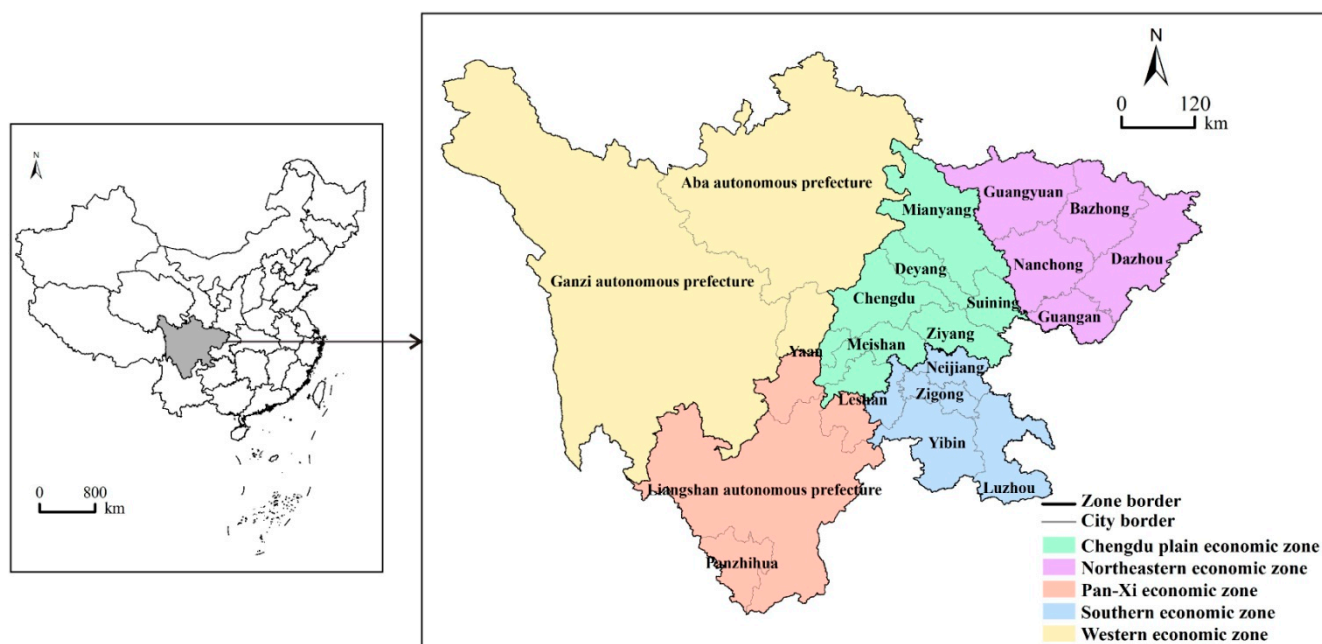 N
0 800
km
N
0 120
km
Aba autonomous prefecture
Ganzi autonomous prefecture
Guangyuan
Bazhong
Mianyang
Dazhou
Nanchong
Deyang
Chengdu
Suining
Guangan
Ziyang
Meishan
Yaan
Neijiang
Leshan
Zigong
Yibin
Luzhou
Liangshan autonomous prefecture
Panzhihua
Zone border
City border
Chengdu plain economic zone
Northeastern economic zone
Pan-Xi economic zone
Southern economic zone
Western economic zone